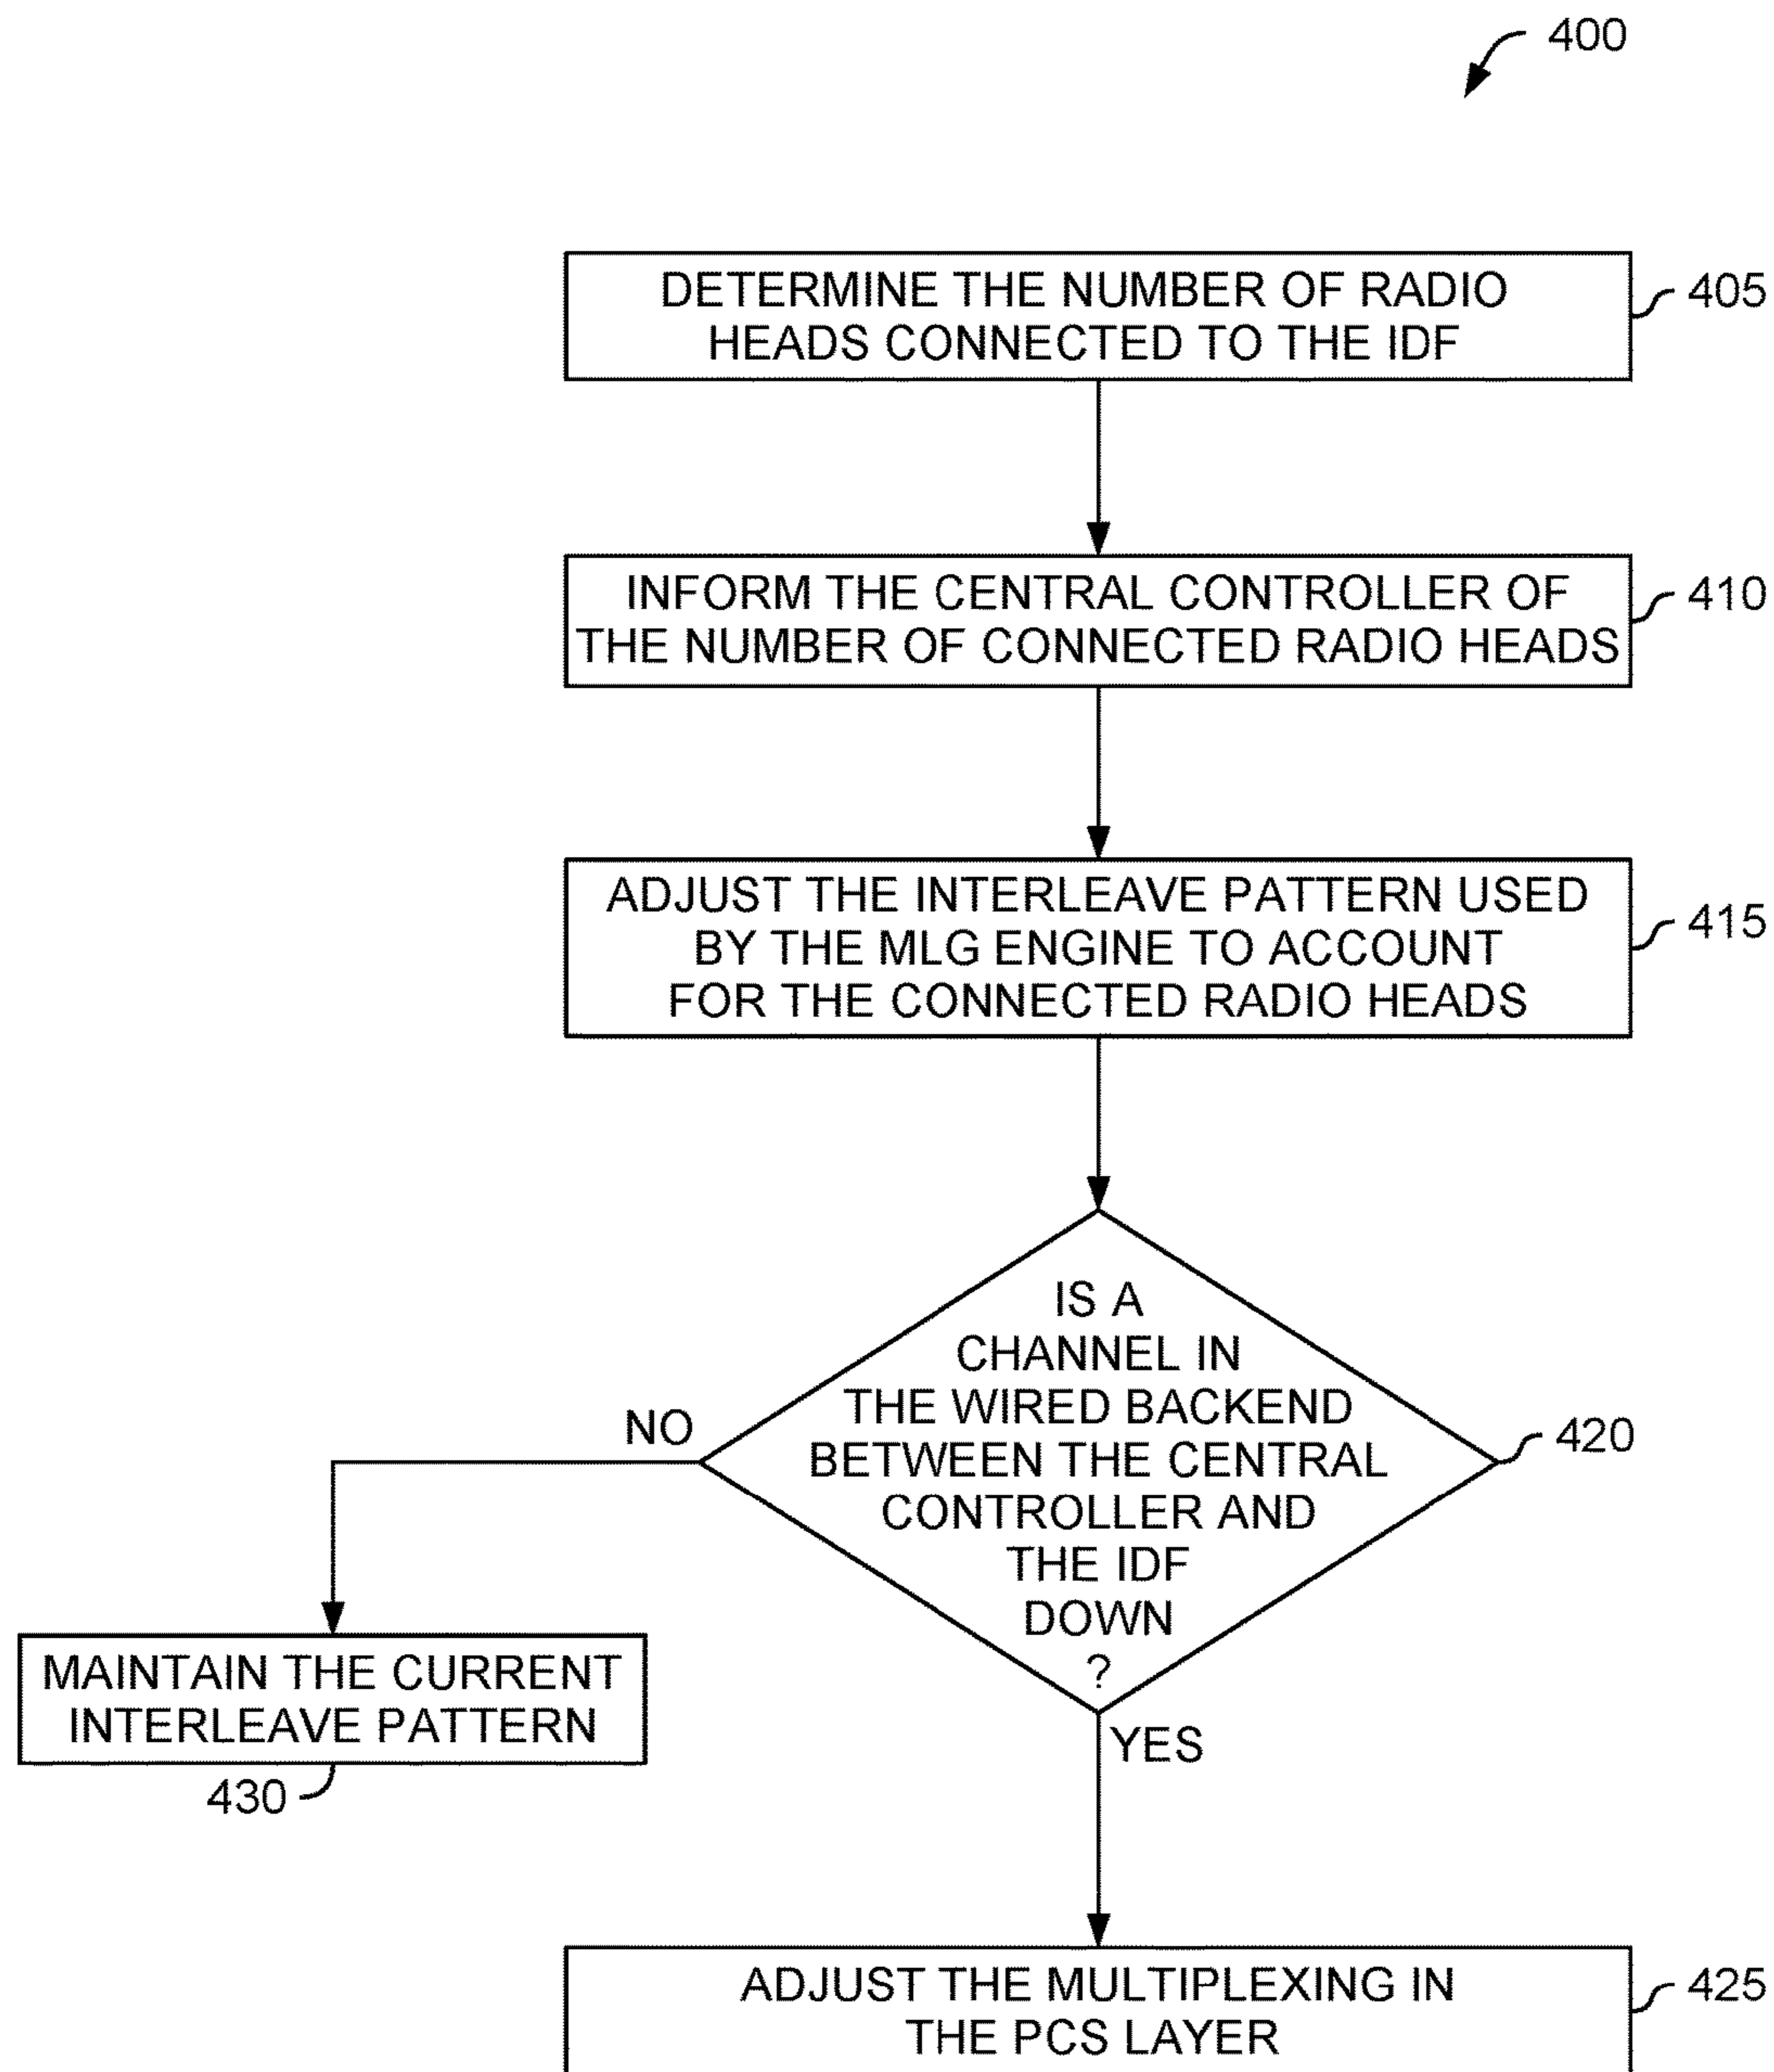 400
DETERMINE THE NUMBER OF RADIO
HEADS CONNECTED TO THE IDF
405
INFORM THE CENTRAL CONTROLLER OF
THE NUMBER OF CONNECTED RADIO HEADS
410
ADJUST THE INTERLEAVE PATTERN USED
BY THE MLG ENGINE TO ACCOUNT
FOR THE CONNECTED RADIO HEADS
415
IS A
CHANNEL IN
THE WIRED BACKEND
BETWEEN THE CENTRAL
CONTROLLER AND
THE IDF
DOWN
?
420
NO
MAINTAIN THE CURRENT
INTERLEAVE PATTERN
430
YES
ADJUST THE MULTIPLEXING IN
THE PCS LAYER
425